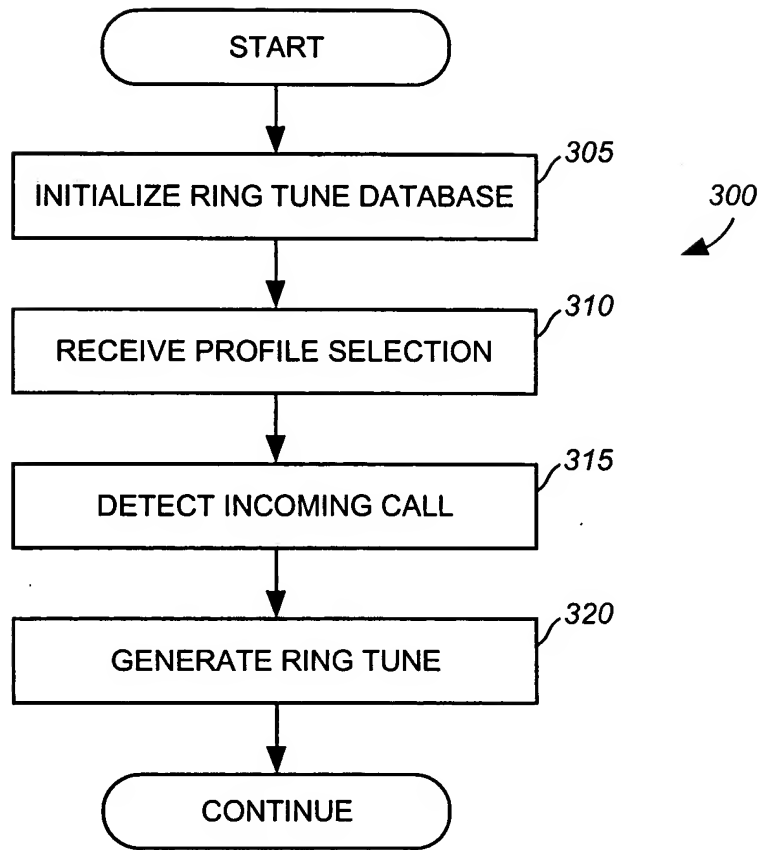 START
305
INITIALIZE RING TUNE DATABASE
300
310
RECEIVE PROFILE SELECTION
315
DETECT INCOMING CALL
320
GENERATE RING TUNE
CONTINUE